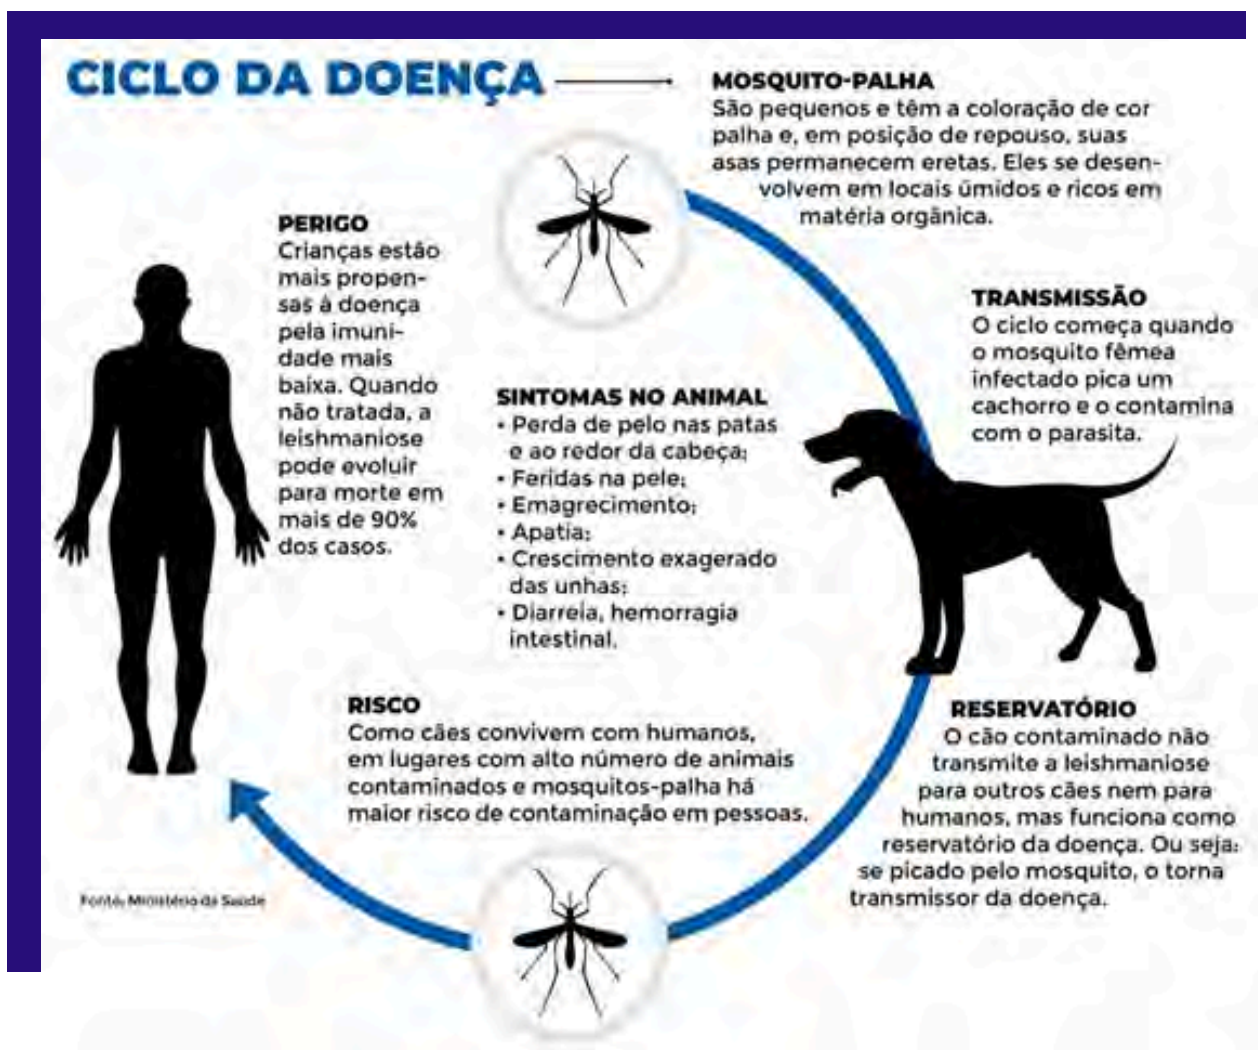 CICLO DA DOENÇA
MOSQUITO-PALHA
São pequenos e têm a coloração de cor
palha e, em posição de repouso, suas
asas permanecem eretas. Eles se desen-
volvem em locais úmidos e ricos em
matéria orgânica.
PERIGO
Crianças estão
mais propen-
sas à doença
pela imuni-
dade mais
baixa. Quando
não tratada, a
leishmaniose
pode evoluir
para morte em
mais de 90%
dos casos.
TRANSMISSÃO
O ciclo começa quando
o mosquito fêmea
infectado pica um
cachorro e o contamina
com o parasita.
SINTOMAS NO ANIMAL
• Perda de pelo nas patas
e ao redor da cabeça;
• Feridas na pele;
• Emagrecimento;
• Apatia;
• Crescimento exagerado
das unhas;
• Diarreia, hemorragia
intestinal.
RISCO
Como cães convivem com humanos,
em lugares com alto número de animais
contaminados e mosquitos-palha há
maior risco de contaminação em pessoas.
RESERVATÓRIO
O cão contaminado não
transmite a leishmaniose
para outros cães nem para
humanos, mas funciona como
reservatório da doença. Ou seja:
se picado pelo mosquito, o torna
transmissor da doença.
Fonte: Ministério da Saúde